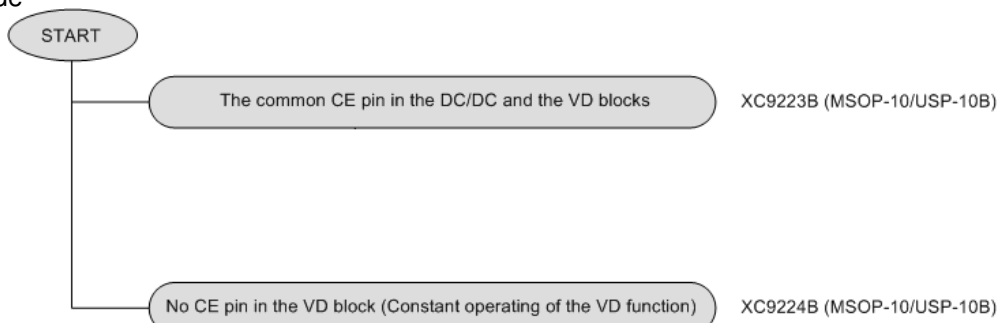 START
The common CE pin in the DC/DC and the VD blocks XC9223B (MSOP-10/USP-10B)
No CE pin in the VD block (Constant operating of the VD function) XC9224B (MSOP-10/USP-10B)